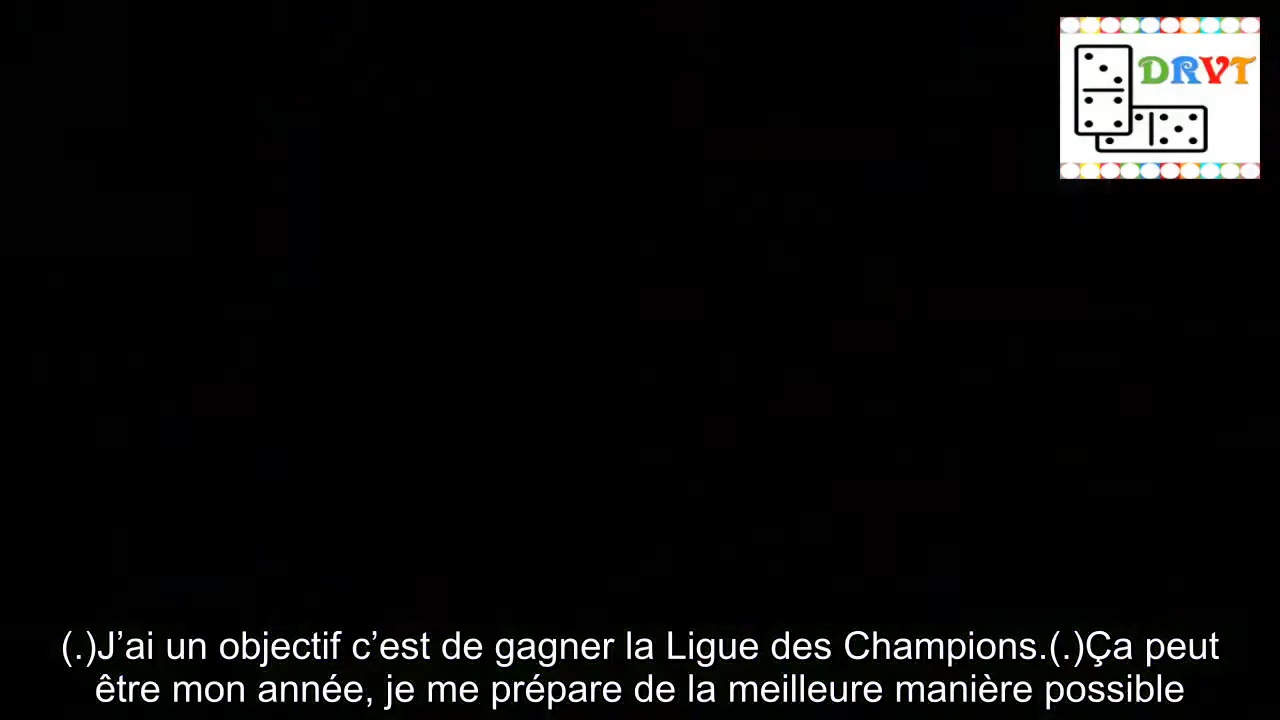 DRVT
(.)J’ai un objectif c’est de gagner la Ligue des Champions.(.)Ça peut
être mon année, je me prépare de la meilleure manière possible